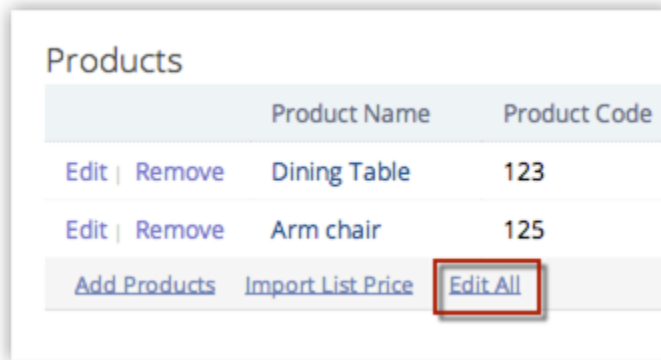 Products
Product Name Product Code
Edit | Remove Dining Table 123
Edit | Remove Arm chair 125
Add Products Import List Price Edit All